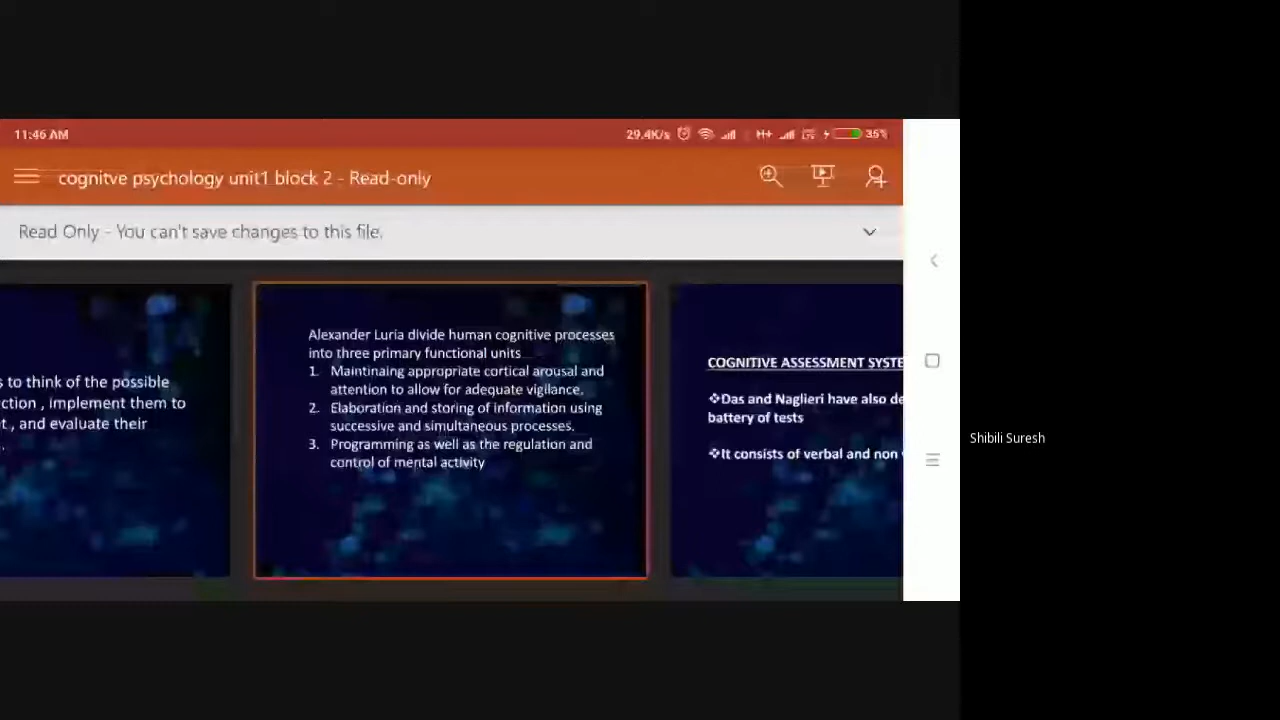 11:46 AM
29.4K/s
H+
35%
cognitve psychology unit1 block 2 - Read-only
Read Only - You can't save changes to this file.
s to think of the possible
ction , implement them to
t , and evaluate their
Alexander Luria divide human cognitive processes
into three primary functional units
1. Maintinaing appropriate cortical arousal and
attention to allow for adequate vigilance.
2. Elaboration and storing of information using
successive and simultaneous processes.
3. Programming as well as the regulation and
control of mental activity
COGNITIVE ASSESSMENT SYSTE
❖Das and Naglieri have also de
battery of tests
❖It consists of verbal and non
Shibili Suresh